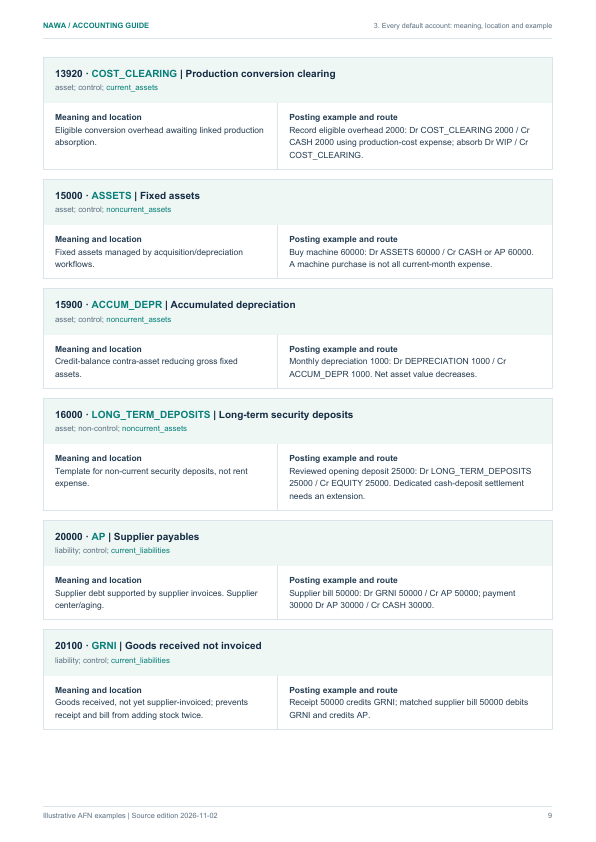 NAWA / ACCOUNTING GUIDE
3. Every default account: meaning, location and example
13920 · COST_CLEARING | Production conversion clearing
asset; control; current_assets
Meaning and location
Eligible conversion overhead awaiting linked production
absorption.
Posting example and route
Record eligible overhead 2000: Dr COST_CLEARING 2000 / Cr
CASH 2000 using production-cost expense; absorb Dr WIP / Cr
COST_CLEARING.
15000 · ASSETS | Fixed assets
asset; control; noncurrent_assets
Meaning and location
Fixed assets managed by acquisition/depreciation
workflows.
Posting example and route
Buy machine 60000: Dr ASSETS 60000 / Cr CASH or AP 60000.
A machine purchase is not all current-month expense.
15900 · ACCUM_DEPR | Accumulated depreciation
asset; control; noncurrent_assets
Meaning and location
Credit-balance contra-asset reducing gross fixed
assets.
Posting example and route
Monthly depreciation 1000: Dr DEPRECIATION 1000 / Cr
ACCUM_DEPR 1000. Net asset value decreases.
16000 · LONG_TERM_DEPOSITS | Long-term security deposits
asset; non-control; noncurrent_assets
Meaning and location
Template for non-current security deposits, not rent
expense.
Posting example and route
Reviewed opening deposit 25000: Dr LONG_TERM_DEPOSITS
25000 / Cr EQUITY 25000. Dedicated cash-deposit settlement
needs an extension.
20000 · AP | Supplier payables
liability; control; current_liabilities
Meaning and location
Supplier debt supported by supplier invoices. Supplier
center/aging.
Posting example and route
Supplier bill 50000: Dr GRNI 50000 / Cr AP 50000; payment
30000 Dr AP 30000 / Cr CASH 30000.
20100 · GRNI | Goods received not invoiced
liability; control; current_liabilities
Meaning and location
Goods received, not yet supplier-invoiced; prevents
receipt and bill from adding stock twice.
Posting example and route
Receipt 50000 credits GRNI; matched supplier bill 50000 debits
GRNI and credits AP.
Illustrative AFN examples | Source edition 2026-11-02
9